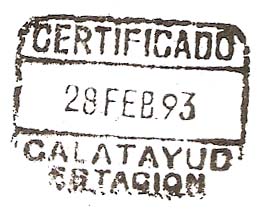 CERTIFICADO
28 FEB 93
CALATAYUD
ESTACION